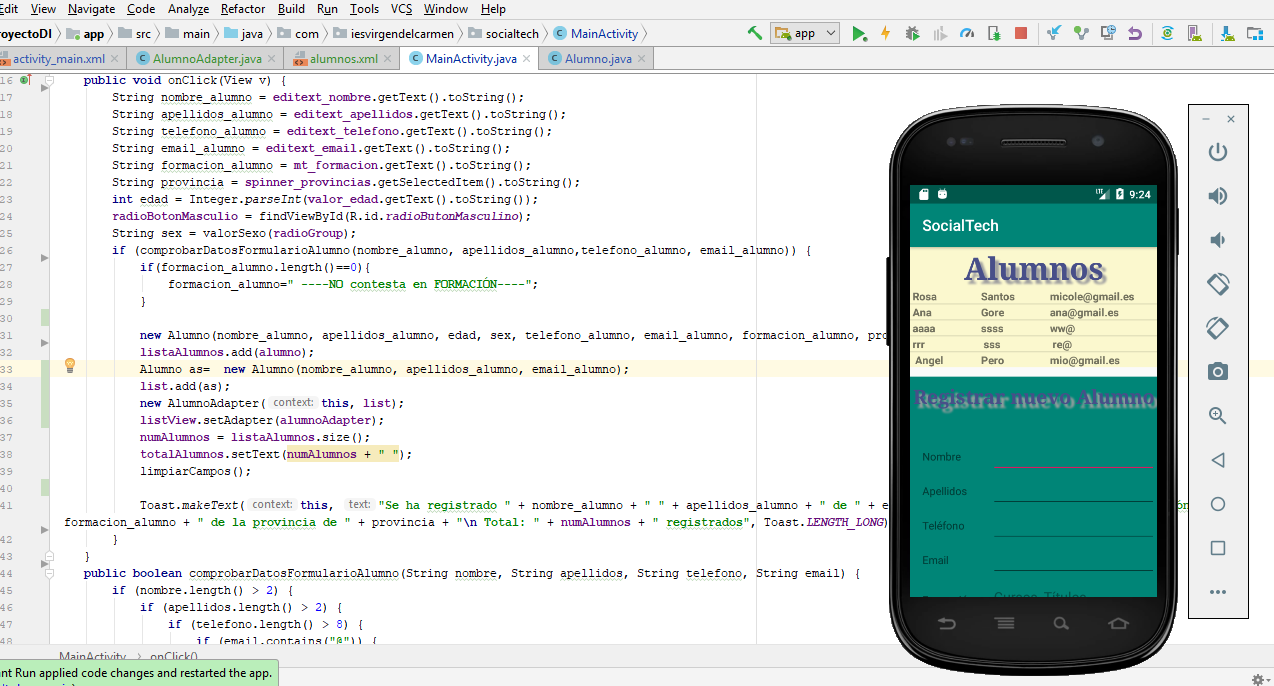 Edit View Navigate Code Analyze Refactor Build Run Tools VCS Window Help
royectoDI app src main java com iesvirgendelcarmen socialtech MainActivity app
activity_main.xml AlumnoAdapter.java alumnos.xml MainActivity.java Alumno.java
16 public void onClick(View v) {
17 String nombre_alumno = editext_nombre.getText().toString();
18 String apellidos_alumno = editext_apellidos.getText().toString();
19 String telefono_alumno = editext_telefono.getText().toString();
20 String email_alumno = editext_email.getText().toString();
21 String formacion_alumno = mt_formacion.getText().toString();
22 String provincia = spinner_provincias.getSelectedItem().toString();
23 int edad = Integer.parseInt(valor_edad.getText().toString());
24 radioBotonMasculio = findViewById(R.id.radioButonMasculino);
25 String sex = valorSexo(radioGroup);
26 if (comprobarDatosFormularioAlumno(nombre_alumno, apellidos_alumno,telefono_alumno, email_alumno)) {
27 if(formacion_alumno.length()==0){
28 formacion_alumno=" ----NO contesta en FORMACIÓN----";
29 }
30
31 new Alumno(nombre_alumno, apellidos_alumno, edad, sex, telefono_alumno, email_alumno, formacion_alumno, pro
32 listaAlumnos.add(alumno);
33 Alumno as= new Alumno(nombre_alumno, apellidos_alumno, email_alumno);
34 list.add(as);
35 new AlumnoAdapter( context: this, list);
36 listView.setAdapter(alumnoAdapter);
37 numAlumnos = listaAlumnos.size();
38 totalAlumnos.setText(numAlumnos + " ");
39 limpiarCampos();
40
41 Toast.makeText( context: this, text: "Se ha registrado " + nombre_alumno + " " + apellidos_alumno + " de " + e
formacion_alumno + " de la provincia de " + provincia + "\n Total: " + numAlumnos + " registrados", Toast.LENGTH_LONG)
42 }
43 }
44 public boolean comprobarDatosFormularioAlumno(String nombre, String apellidos, String telefono, String email) {
45 if (nombre.length() > 2) {
46 if (apellidos.length() > 2) {
47 if (telefono.length() > 8) {
48 if (email.contains("@")) {
MainActivity onClick()
ant Run applied code changes and restarted the app.
LTE 9:24
SocialTech
Alumnos
Rosa Santos micole@gmail.es
Ana Gore ana@gmail.es
aaaa ssss ww@
rrr sss re@
Angel Pero mio@gmail.es
Registrar nuevo Alumno
Nombre
Apellidos
Teléfono
Email
Cursos, Títulos